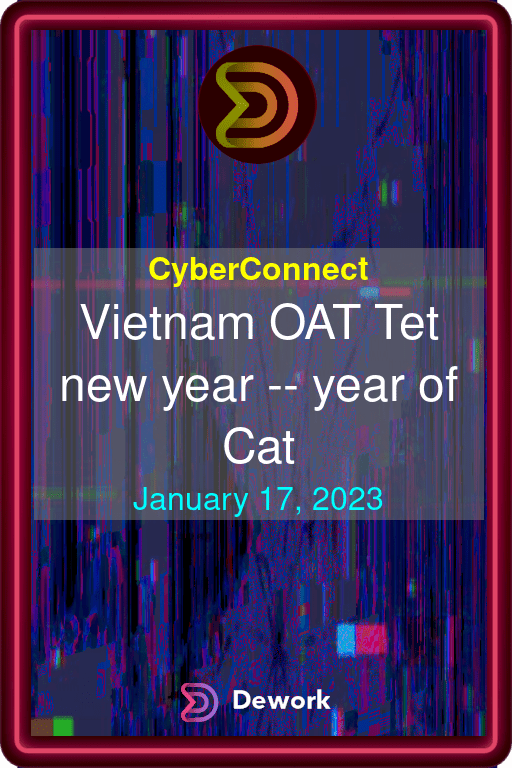 CyberConnect
Vietnam OAT Tet
new year -- year of
Cat
January 17, 2023
Dework